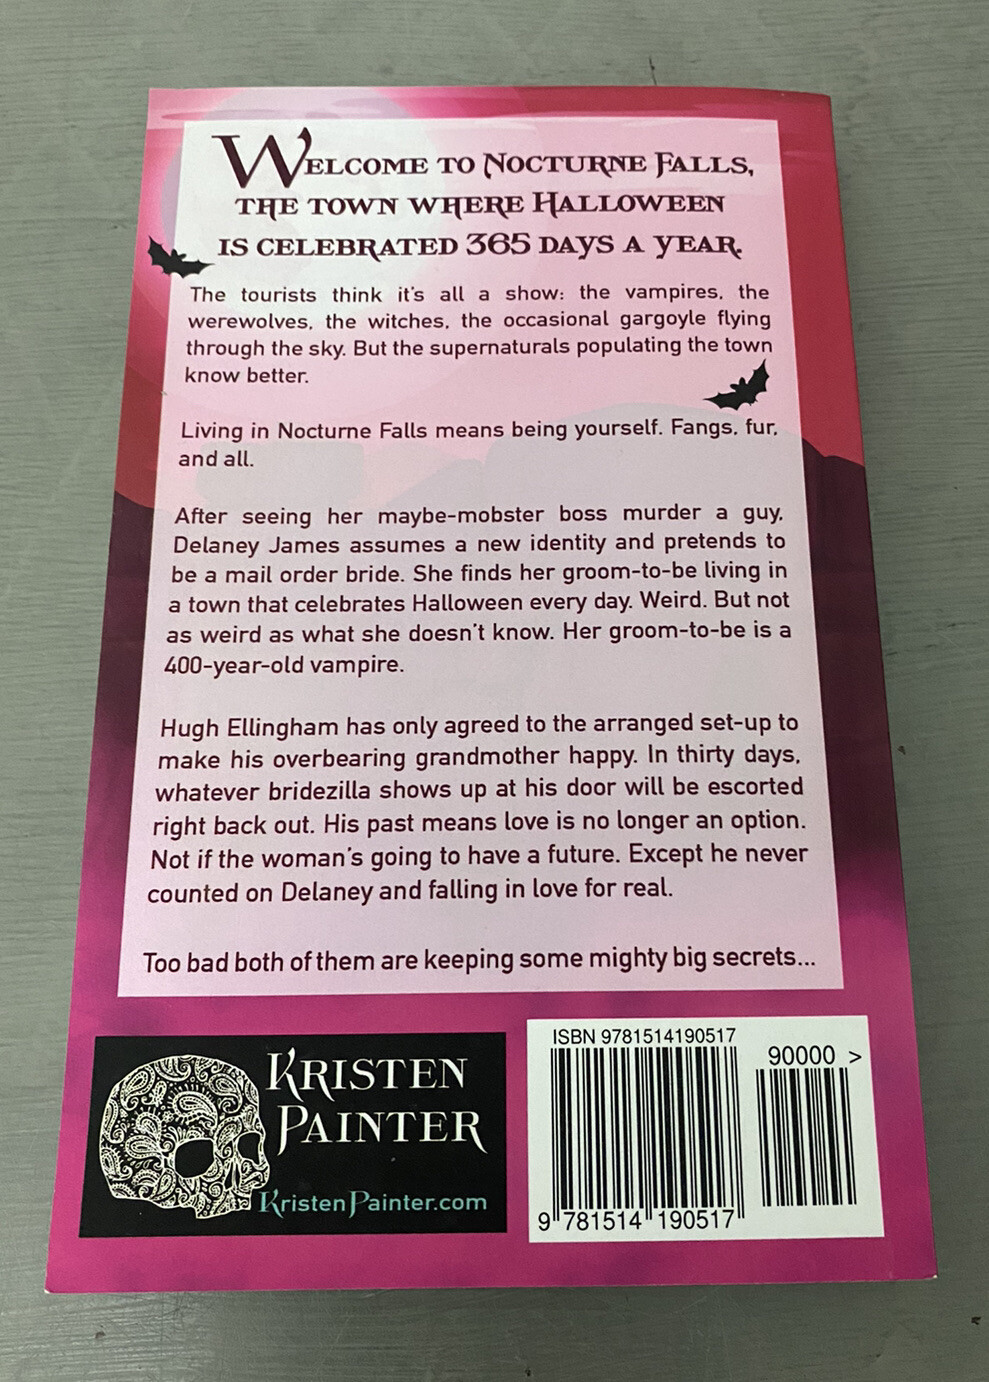 Welcome to Nocturne Falls,
the town where Halloween
is celebrated 365 days a year.
The tourists think it's all a show: the vampires, the
werewolves, the witches, the occasional gargoyle flying
through the sky. But the supernaturals populating the town
know better.
Living in Nocturne Falls means being yourself. Fangs, fur,
and all.
After seeing her maybe-mobster boss murder a guy,
Delaney James assumes a new identity and pretends to
be a mail order bride. She finds her groom-to-be living in
a town that celebrates Halloween every day. Weird. But not
as weird as what she doesn't know. Her groom-to-be is a
400-year-old vampire.
Hugh Ellingham has only agreed to the arranged set-up to
make his overbearing grandmother happy. In thirty days,
whatever bridezilla shows up at his door will be escorted
right back out. His past means love is no longer an option.
Not if the woman's going to have a future. Except he never
counted on Delaney and falling in love for real.
Too bad both of them are keeping some mighty big secrets...
Kristen
Painter
KristenPainter.com
ISBN 9781514190517
90000 >
9 781514 190517